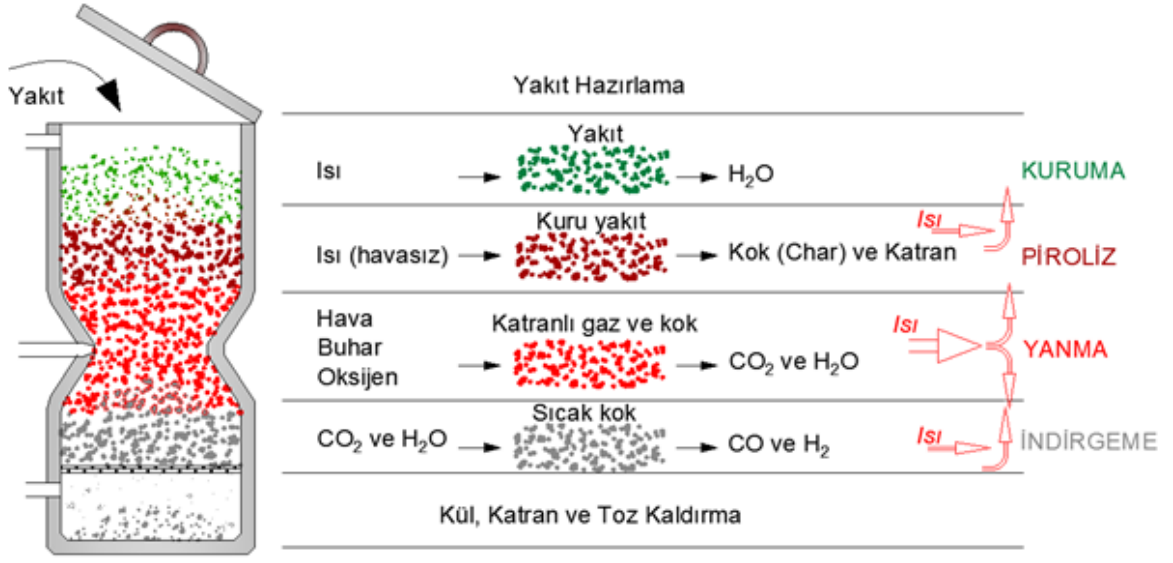 Yakıt
Yakıt Hazırlama
Yakıt
Isı
H₂O
KURUMA
Kuru yakıt
Isı (havasız)
Kok (Char) ve Katran
Isı
PİROLİZ
Hava
Buhar
Oksijen
Katranlı gaz ve kok
CO₂ ve H₂O
Isı
YANMA
Sıcak kok
CO₂ ve H₂O
CO ve H₂
Isı
İNDİRGEME
Kül, Katran ve Toz Kaldırma